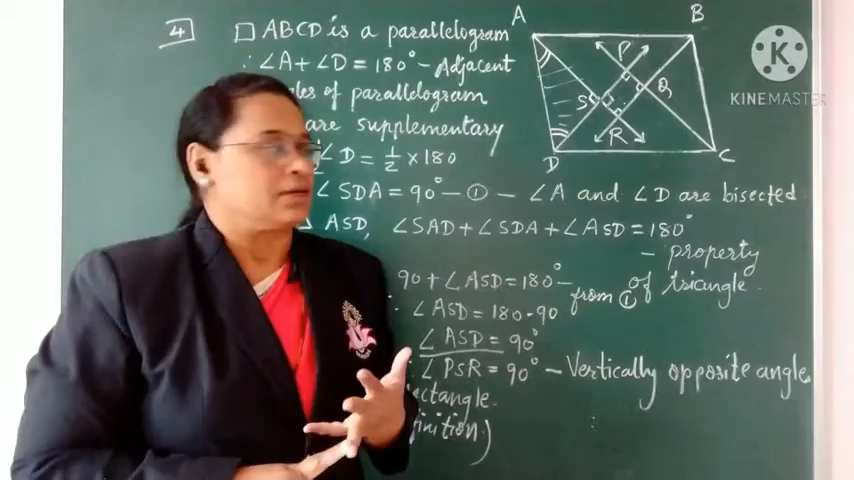 4
□ ABCD is a parallelogram
∴ ∠A + ∠D = 180° - Adjacent
les of parallelogram
are supplementary
∠D = 1/2 × 180
∠SDA = 90° — ① — ∠A and ∠D are bisected
ASD, ∠SAD + ∠SDA + ∠ASD = 180°
- property of triangle.
90 + ∠ASD = 180° - from ①
∴ ∠ASD = 180 - 90
∠ASD = 90°
∴ ∠PSR = 90° — Vertically opposite angle,
ectangle.
finition)
A
B
P
S
Q
R
D
C
K
KINEMASTER